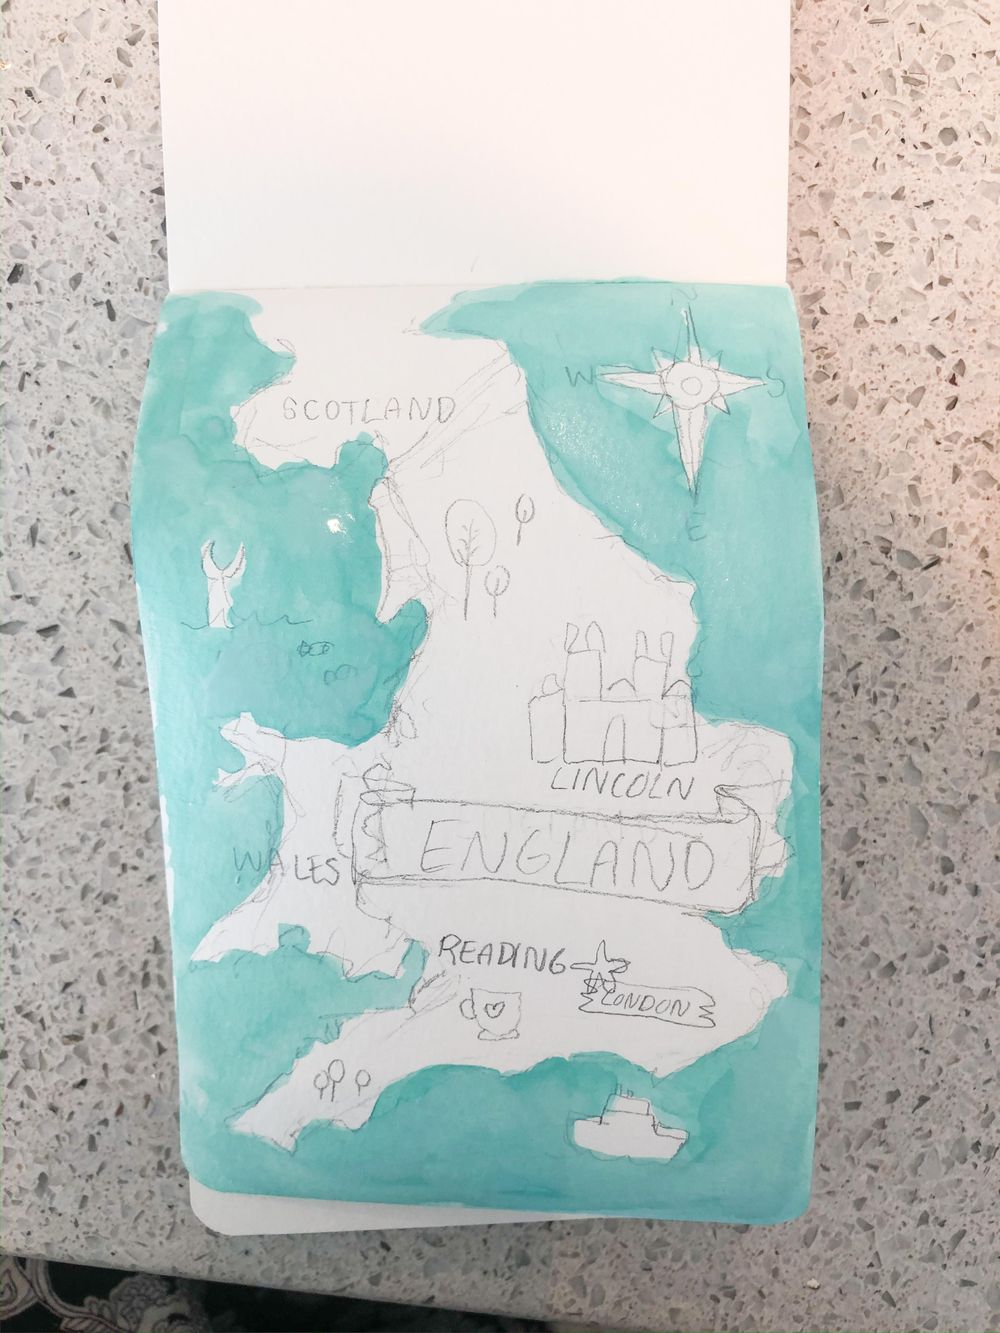 N
W S
SCOTLAND
E
LINCOLN
ENGLAND
WALES
READING
LONDON